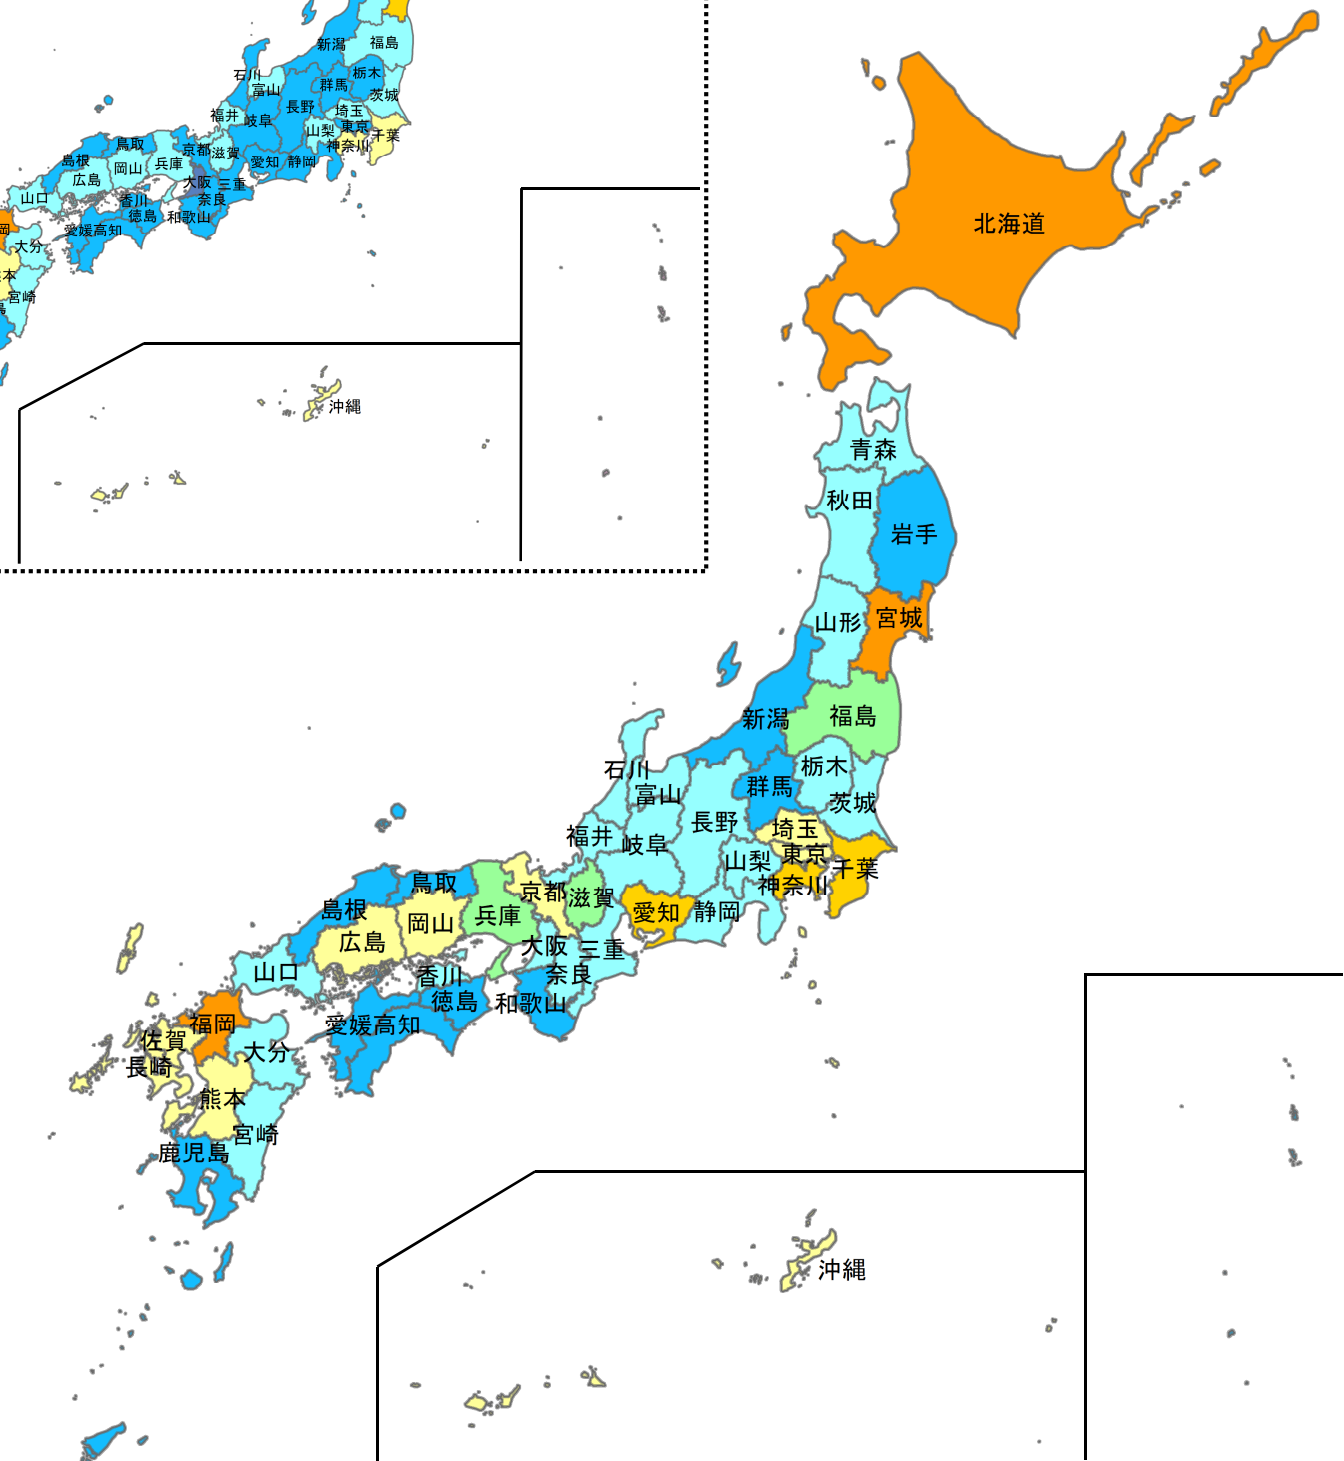 新潟
福島
石川
富山
群馬
栃木
茨城
福井
岐阜
長野
埼玉
東京
山梨
神奈川
千葉
鳥取
京都
滋賀
愛知
静岡
島根
広島
岡山
兵庫
大阪
三重
奈良
和歌山
山口
香川
徳島
愛媛高知
岡
大分
本
宮崎
島
沖縄
北海道
青森
秋田
岩手
山形
宮城
新潟
福島
石川
富山
群馬
栃木
茨城
福井
岐阜
長野
埼玉
東京
山梨
神奈川
千葉
鳥取
京都
滋賀
愛知
静岡
島根
広島
岡山
兵庫
大阪
三重
奈良
山口
香川
徳島
和歌山
愛媛高知
福岡
佐賀
長崎
大分
熊本
宮崎
鹿児島
沖縄